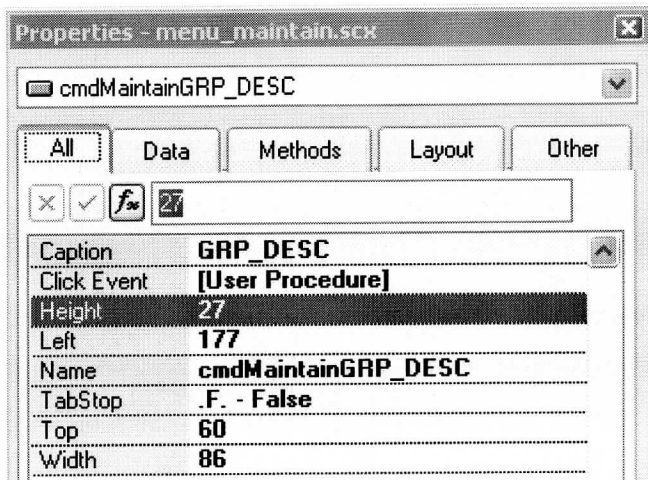 Properties - menu_maintain.scx
cmdMaintainGRP_DESC
All Data Methods Layout Other
fx 27
Caption GRP_DESC
Click Event [User Procedure]
Height 27
Left 177
Name cmdMaintainGRP_DESC
TabStop .F. - False
Top 60
Width 86